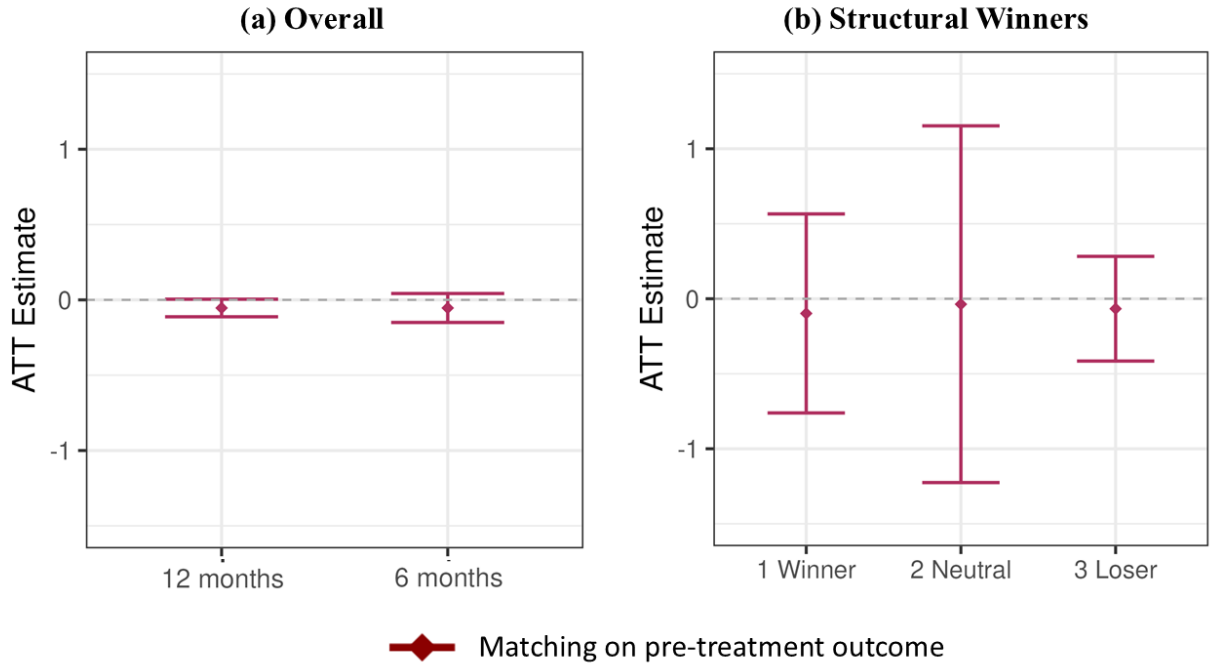 (a) Overall
ATT Estimate
1
0
-1
12 months
6 months
(b) Structural Winners
ATT Estimate
1
0
-1
1 Winner
2 Neutral
3 Loser
Matching on pre-treatment outcome